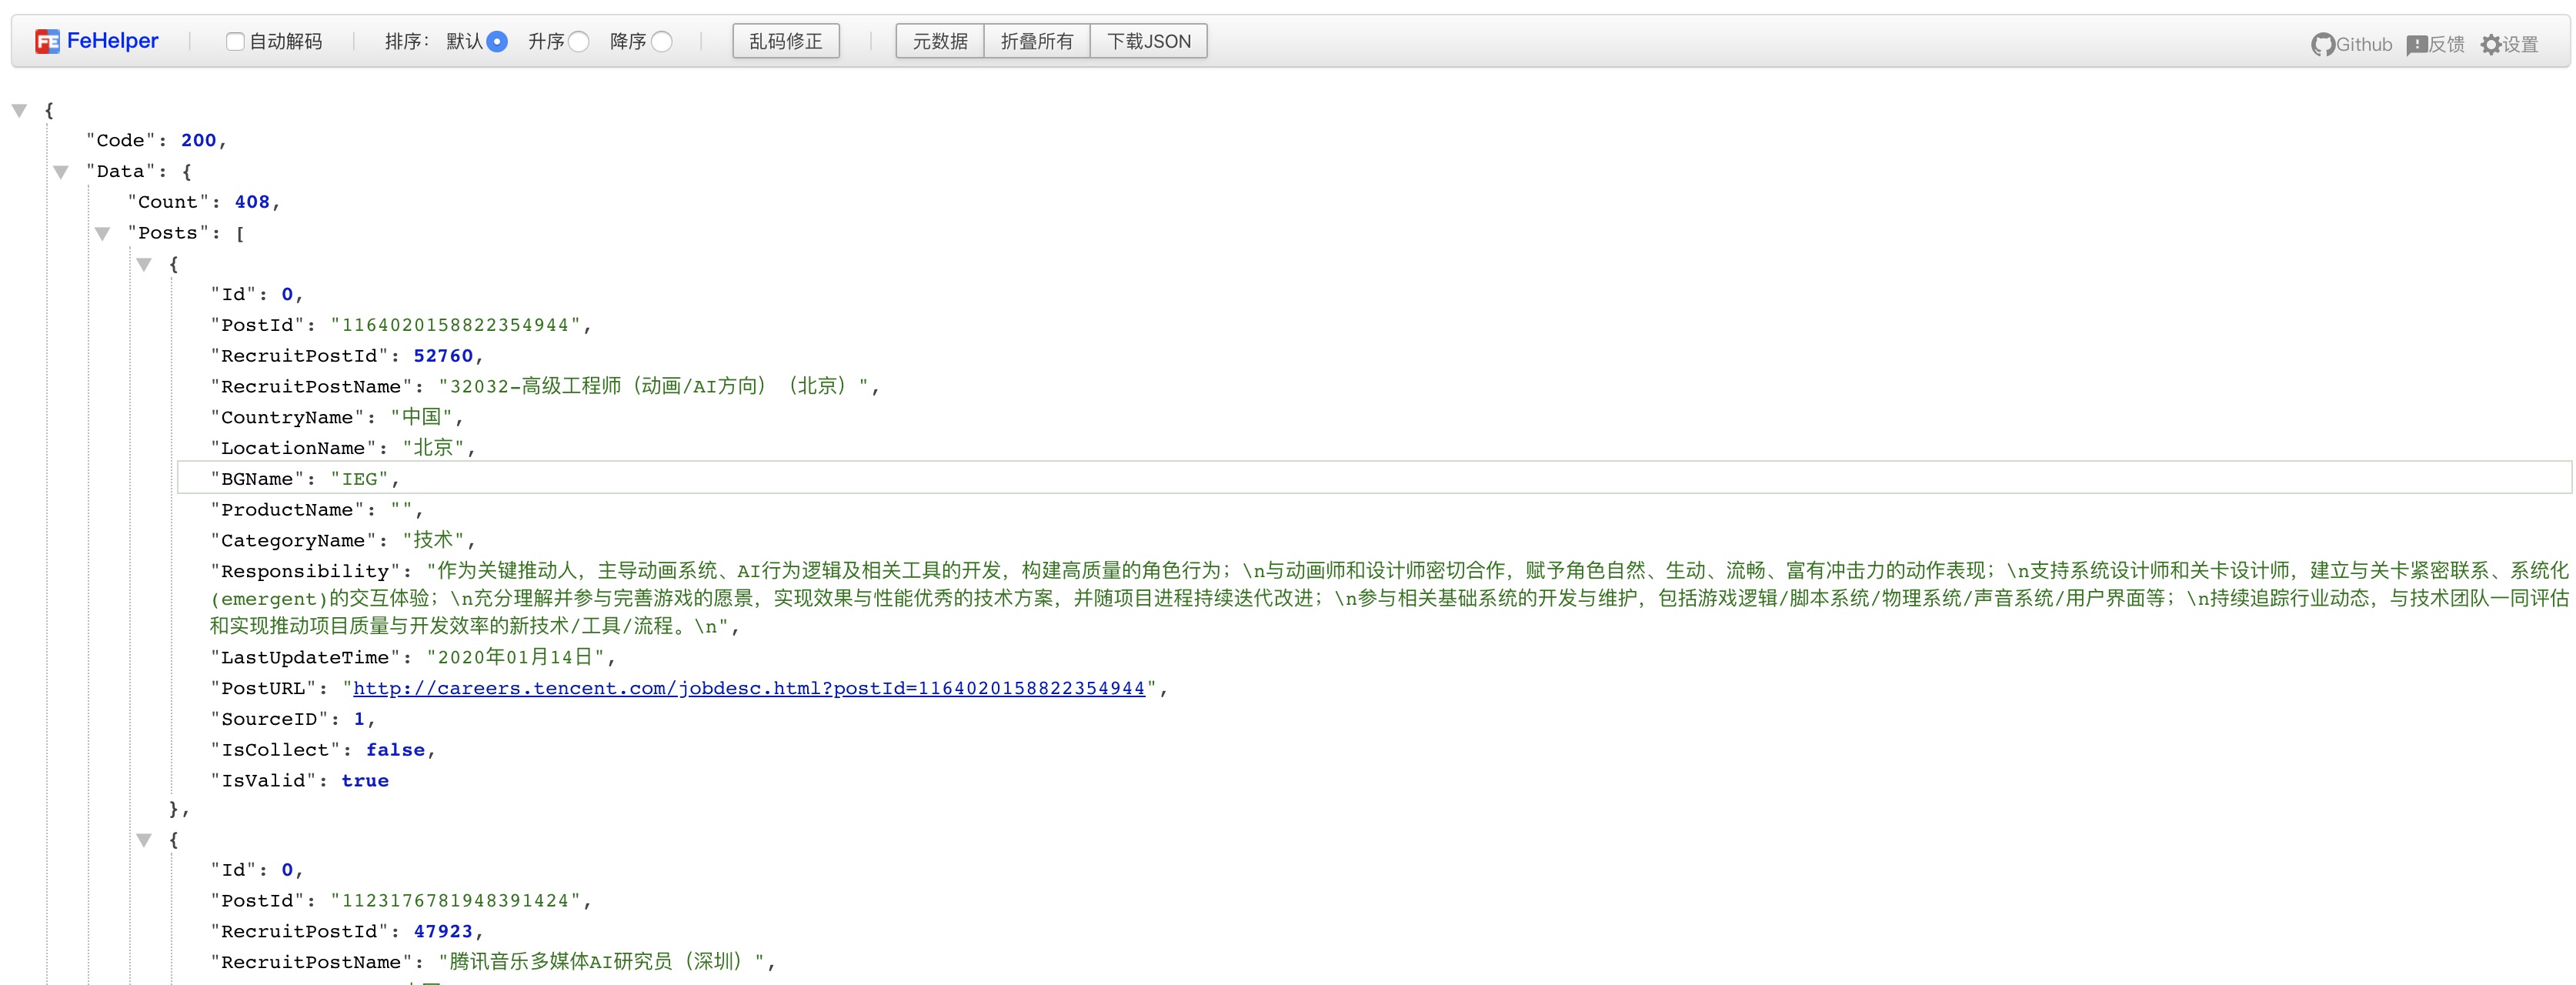 FeHelper 自动解码 排序： 默认 升序 降序 乱码修正 元数据 折叠所有 下载JSON Github 反馈 设置
{
"Code": 200,
"Data": {
"Count": 408,
"Posts": [
{
"Id": 0,
"PostId": "1164020158822354944",
"RecruitPostId": 52760,
"RecruitPostName": "32032-高级工程师（动画/AI方向）（北京）",
"CountryName": "中国",
"LocationName": "北京",
"BGName": "IEG",
"ProductName": "",
"CategoryName": "技术",
"Responsibility": "作为关键推动人，主导动画系统、AI行为逻辑及相关工具的开发，构建高质量的角色行为；\n与动画师和设计师密切合作，赋予角色自然、生动、流畅、富有冲击力的动作表现；\n支持系统设计师和关卡设计师，建立与关卡紧密联系、系统化
(emergent)的交互体验；\n充分理解并参与完善游戏的愿景，实现效果与性能优秀的技术方案，并随项目进程持续迭代改进；\n参与相关基础系统的开发与维护，包括游戏逻辑/脚本系统/物理系统/声音系统/用户界面等；\n持续追踪行业动态，与技术团队一同评估
和实现推动项目质量与开发效率的新技术/工具/流程。\n",
"LastUpdateTime": "2020年01月14日",
"PostURL": "http://careers.tencent.com/jobdesc.html?postId=1164020158822354944",
"SourceID": 1,
"IsCollect": false,
"IsValid": true
},
{
"Id": 0,
"PostId": "1123176781948391424",
"RecruitPostId": 47923,
"RecruitPostName": "腾讯音乐多媒体AI研究员（深圳）",